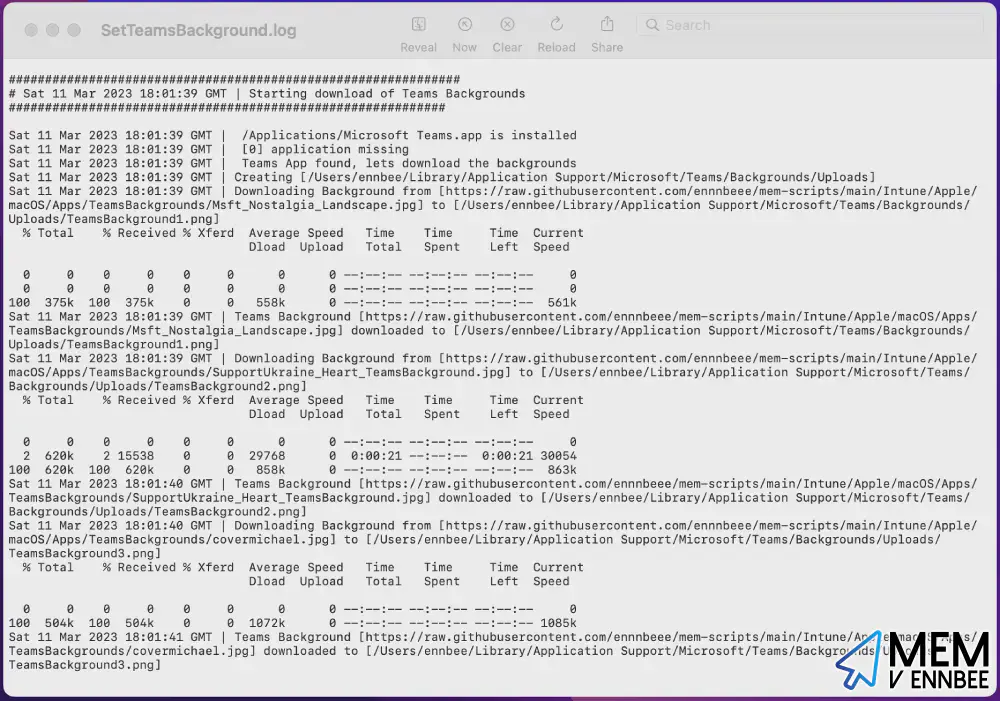 SetTeamsBackground.log
Reveal Now Clear Reload Share
Search
##############################################################
# Sat 11 Mar 2023 18:01:39 GMT | Starting download of Teams Backgrounds
############################################################
Sat 11 Mar 2023 18:01:39 GMT |  /Applications/Microsoft Teams.app is installed
Sat 11 Mar 2023 18:01:39 GMT |  [0] application missing
Sat 11 Mar 2023 18:01:39 GMT |  Teams App found, lets download the backgrounds
Sat 11 Mar 2023 18:01:39 GMT | Creating [/Users/ennbee/Library/Application Support/Microsoft/Teams/Backgrounds/Uploads]
Sat 11 Mar 2023 18:01:39 GMT | Downloading Background from [https://raw.githubusercontent.com/ennnbeee/mem-scripts/main/Intune/Apple/
macOS/Apps/TeamsBackgrounds/Msft_Nostalgia_Landscape.jpg] to [/Users/ennbee/Library/Application Support/Microsoft/Teams/Backgrounds/
Uploads/TeamsBackground1.png]
  % Total    % Received % Xferd  Average Speed   Time    Time     Time  Current
                                 Dload  Upload   Total   Spent    Left  Speed
  0     0    0     0    0     0      0      0 --:--:-- --:--:-- --:--:--     0
  0     0    0     0    0     0      0      0 --:--:-- --:--:-- --:--:--     0
100  375k  100  375k    0     0   558k      0 --:--:-- --:--:-- --:--:--  561k
Sat 11 Mar 2023 18:01:39 GMT | Teams Background [https://raw.githubusercontent.com/ennnbeee/mem-scripts/main/Intune/Apple/macOS/Apps/
TeamsBackgrounds/Msft_Nostalgia_Landscape.jpg] downloaded to [/Users/ennbee/Library/Application Support/Microsoft/Teams/Backgrounds/
Uploads/TeamsBackground1.png]
Sat 11 Mar 2023 18:01:39 GMT | Downloading Background from [https://raw.githubusercontent.com/ennnbeee/mem-scripts/main/Intune/Apple/
macOS/Apps/TeamsBackgrounds/SupportUkraine_Heart_TeamsBackground.jpg] to [/Users/ennbee/Library/Application Support/Microsoft/Teams/
Backgrounds/Uploads/TeamsBackground2.png]
  % Total    % Received % Xferd  Average Speed   Time    Time     Time  Current
                                 Dload  Upload   Total   Spent    Left  Speed
  0     0    0     0    0     0      0      0 --:--:-- --:--:-- --:--:--     0
  2  620k    2 15538    0     0  29768      0  0:00:21 --:--:--  0:00:21 30054
100  620k  100  620k    0     0   858k      0 --:--:-- --:--:-- --:--:--  863k
Sat 11 Mar 2023 18:01:40 GMT | Teams Background [https://raw.githubusercontent.com/ennnbeee/mem-scripts/main/Intune/Apple/macOS/Apps/
TeamsBackgrounds/SupportUkraine_Heart_TeamsBackground.jpg] downloaded to [/Users/ennbee/Library/Application Support/Microsoft/Teams/
Backgrounds/Uploads/TeamsBackground2.png]
Sat 11 Mar 2023 18:01:40 GMT | Downloading Background from [https://raw.githubusercontent.com/ennnbeee/mem-scripts/main/Intune/Apple/
macOS/Apps/TeamsBackgrounds/covermichael.jpg] to [/Users/ennbee/Library/Application Support/Microsoft/Teams/Backgrounds/Uploads/
TeamsBackground3.png]
  % Total    % Received % Xferd  Average Speed   Time    Time     Time  Current
                                 Dload  Upload   Total   Spent    Left  Speed
  0     0    0     0    0     0      0      0 --:--:-- --:--:-- --:--:--     0
100  504k  100  504k    0     0  1072k      0 --:--:-- --:--:-- --:--:-- 1085k
Sat 11 Mar 2023 18:01:41 GMT | Teams Background [https://raw.githubusercontent.com/ennnbeee/mem-scripts/main/Intune/Apple/macOS/Apps/
TeamsBackgrounds/covermichael.jpg] downloaded to [/Users/ennbee/Library/Application Support/Microsoft/Teams/Backgrounds/Uploads/
TeamsBackground3.png]
MEM
V ENNBEE